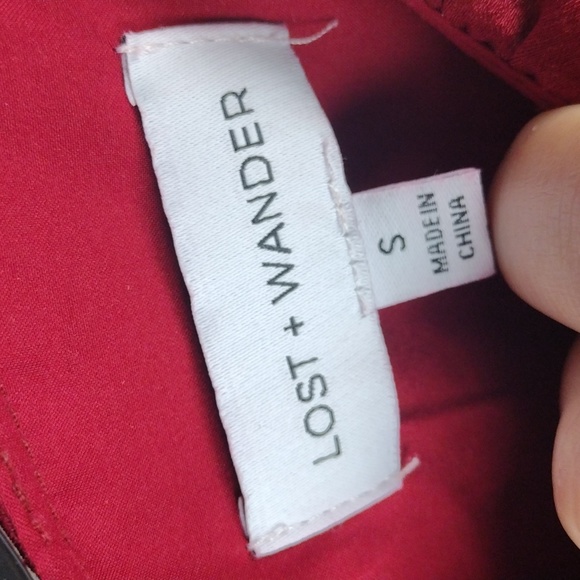 LOST + WANDER
S
MADE IN
CHINA